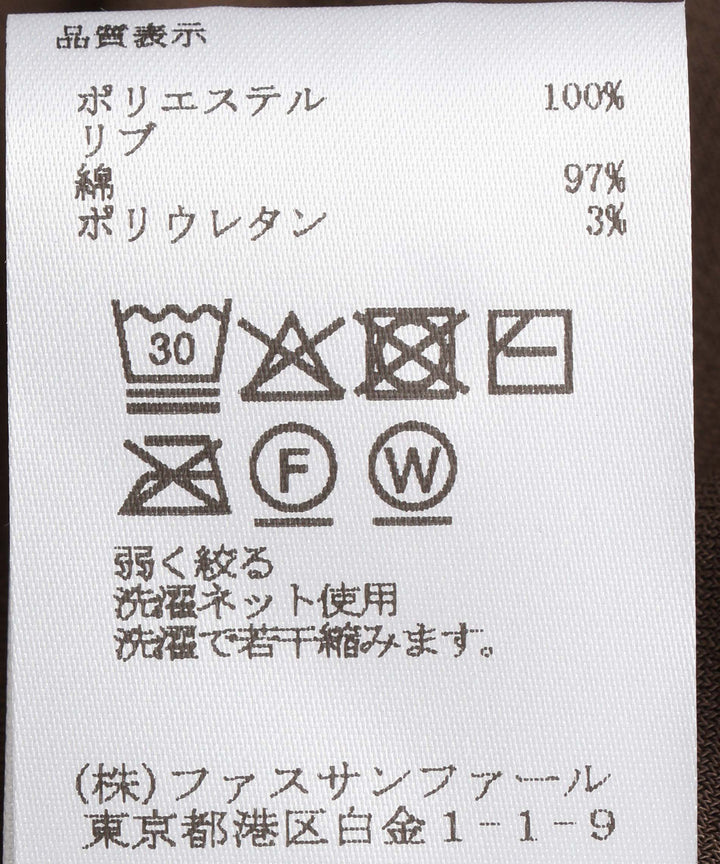 品質表示
ポリエステル 100%
リブ
綿 97%
ポリウレタン 3%
30
F W
弱く絞る
洗濯ネット使用
洗濯で若干縮みます。
(株)ファスサンファール
東京都港区白金1-1-9